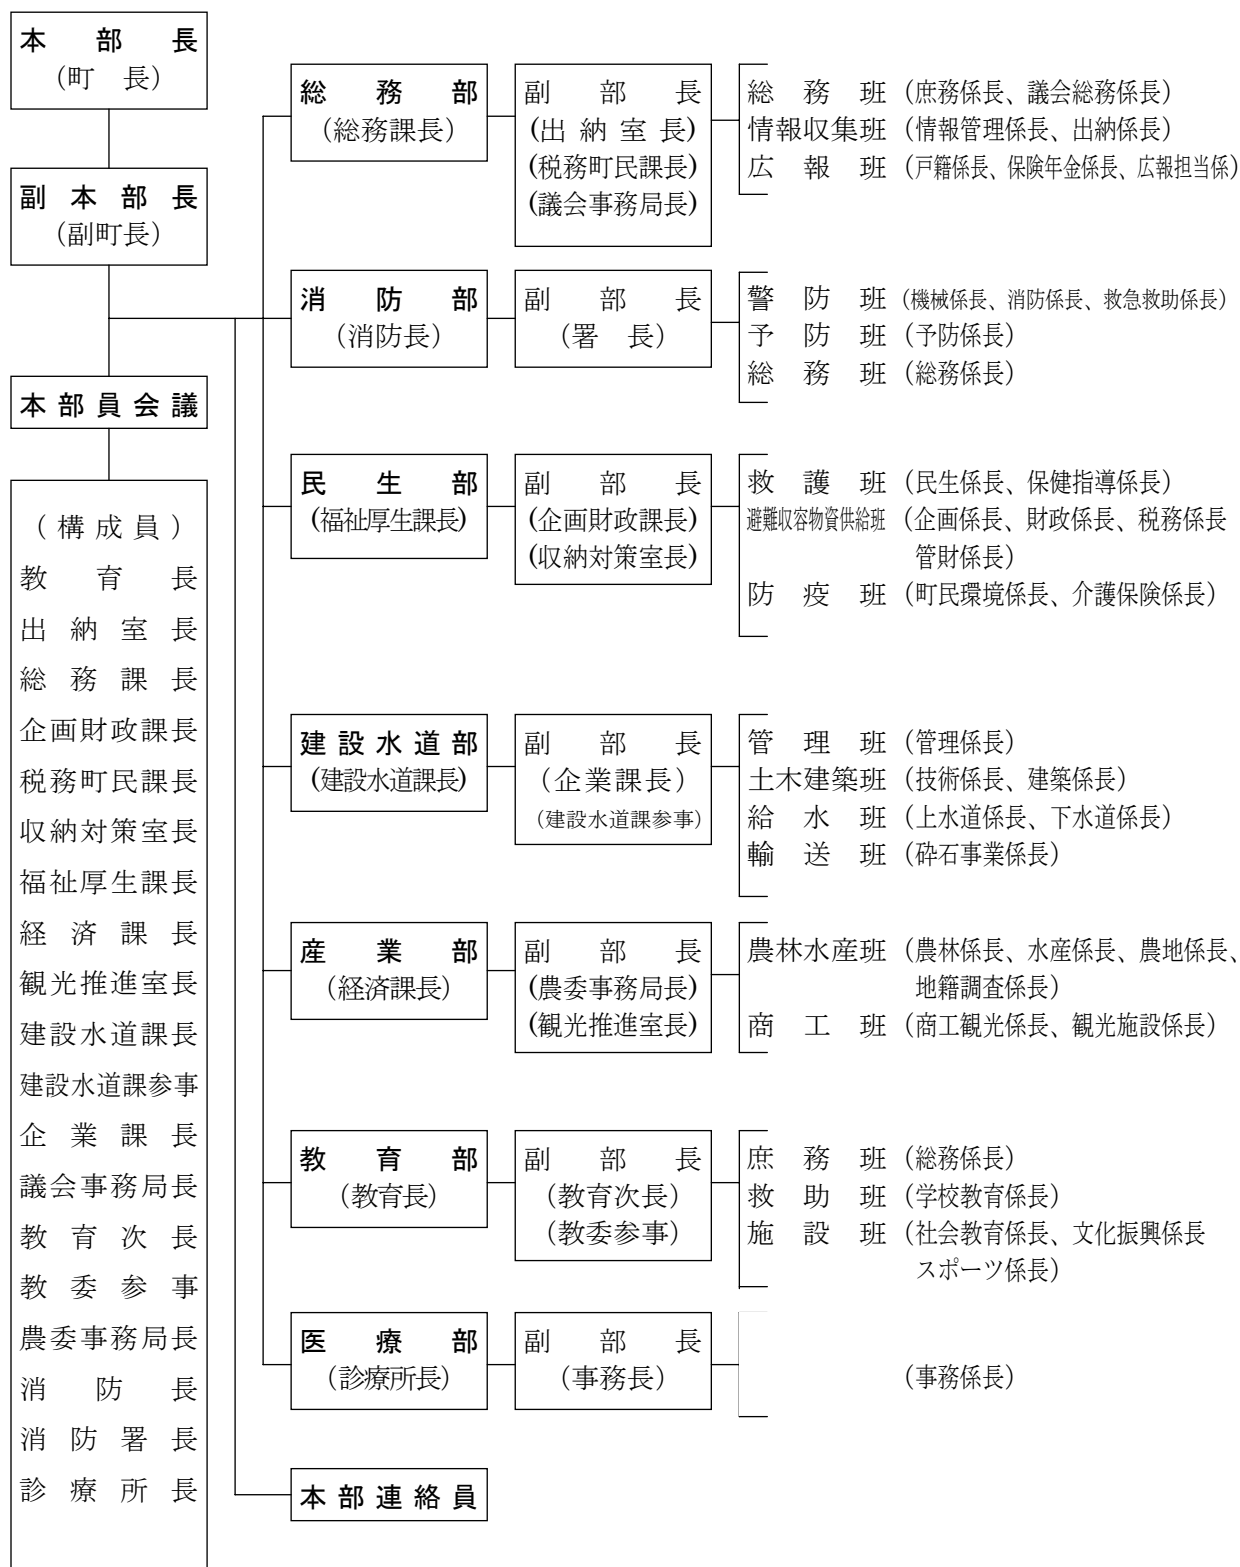 本部長
（町　長）
副本部長
（副町長）
本部員会議
（構成員）
教育長
出納室長
総務課長
企画財政課長
税務町民課長
収納対策室長
福祉厚生課長
経済課長
観光推進室長
建設水道課長
建設水道課参事
企業課長
議会事務局長
教育次長
教委参事
農委事務局長
消防長
消防署長
診療所長
総務部
（総務課長）
副部長
(出納室長)
(税務町民課長)
(議会事務局長)
総務班（庶務係長、議会総務係長）
情報収集班（情報管理係長、出納係長）
広報班（戸籍係長、保険年金係長、広報担当係）
消防部
（消防長）
副部長
（署　長）
警防班（機械係長、消防係長、救急救助係長）
予防班（予防係長）
総務班（総務係長）
民生部
(福祉厚生課長)
副部長
(企画財政課長)
(収納対策室長)
救護班（民生係長、保健指導係長）
避難収容物資供給班（企画係長、財政係長、税務係長
管財係長）
防疫班（町民環境係長、介護保険係長）
建設水道部
(建設水道課長)
副部長
（企業課長）
（建設水道課参事）
管理班（管理係長）
土木建築班（技術係長、建築係長）
給水班（上水道係長、下水道係長）
輸送班（砕石事業係長）
産業部
（経済課長）
副部長
(農委事務局長)
(観光推進室長)
農林水産班（農林係長、水産係長、農地係長、
地籍調査係長）
商工班（商工観光係長、観光施設係長）
教育部
（教育長）
副部長
（教育次長）
（教委参事）
庶務班（総務係長）
救助班（学校教育係長）
施設班（社会教育係長、文化振興係長
スポーツ係長）
医療部
（診療所長）
副部長
（事務長）
（事務係長）
本部連絡員